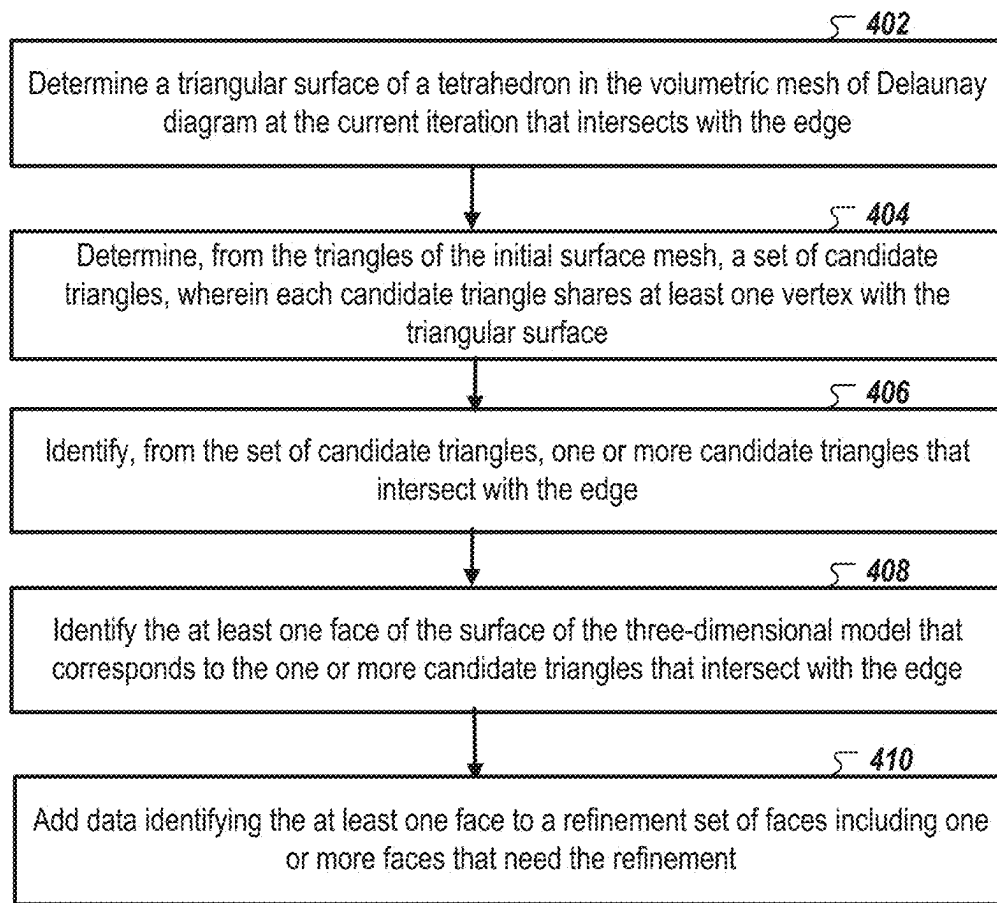 402
Determine a triangular surface of a tetrahedron in the volumetric mesh of Delaunay
diagram at the current iteration that intersects with the edge
404
Determine, from the triangles of the initial surface mesh, a set of candidate
triangles, wherein each candidate triangle shares at least one vertex with the
triangular surface
406
Identify, from the set of candidate triangles, one or more candidate triangles that
intersect with the edge
408
Identify the at least one face of the surface of the three-dimensional model that
corresponds to the one or more candidate triangles that intersect with the edge
410
Add data identifying the at least one face to a refinement set of faces including one
or more faces that need the refinement